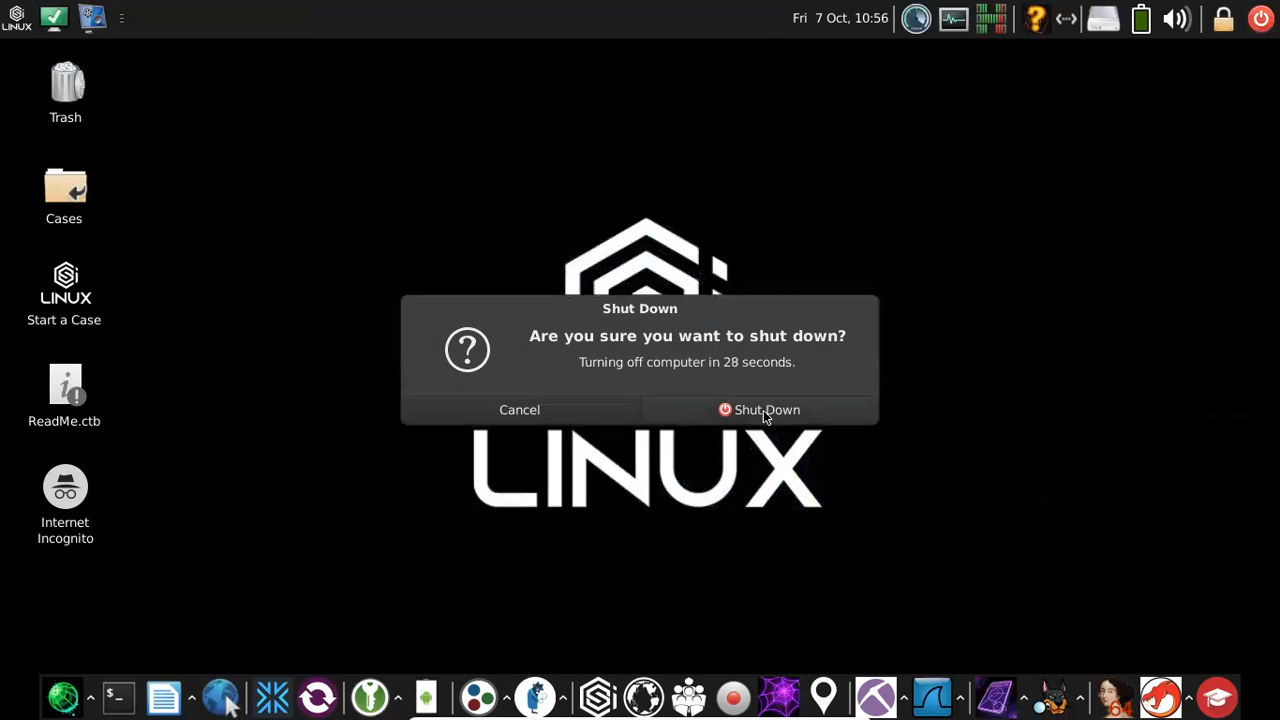 LINUX
Fri 7 Oct, 10:56
Trash
Cases
LINUX
Start a Case
ReadMe.ctb
Internet
Incognito
Shut Down
Are you sure you want to shut down?
Turning off computer in 28 seconds.
Cancel
Shut Down
LINUX
$_
64